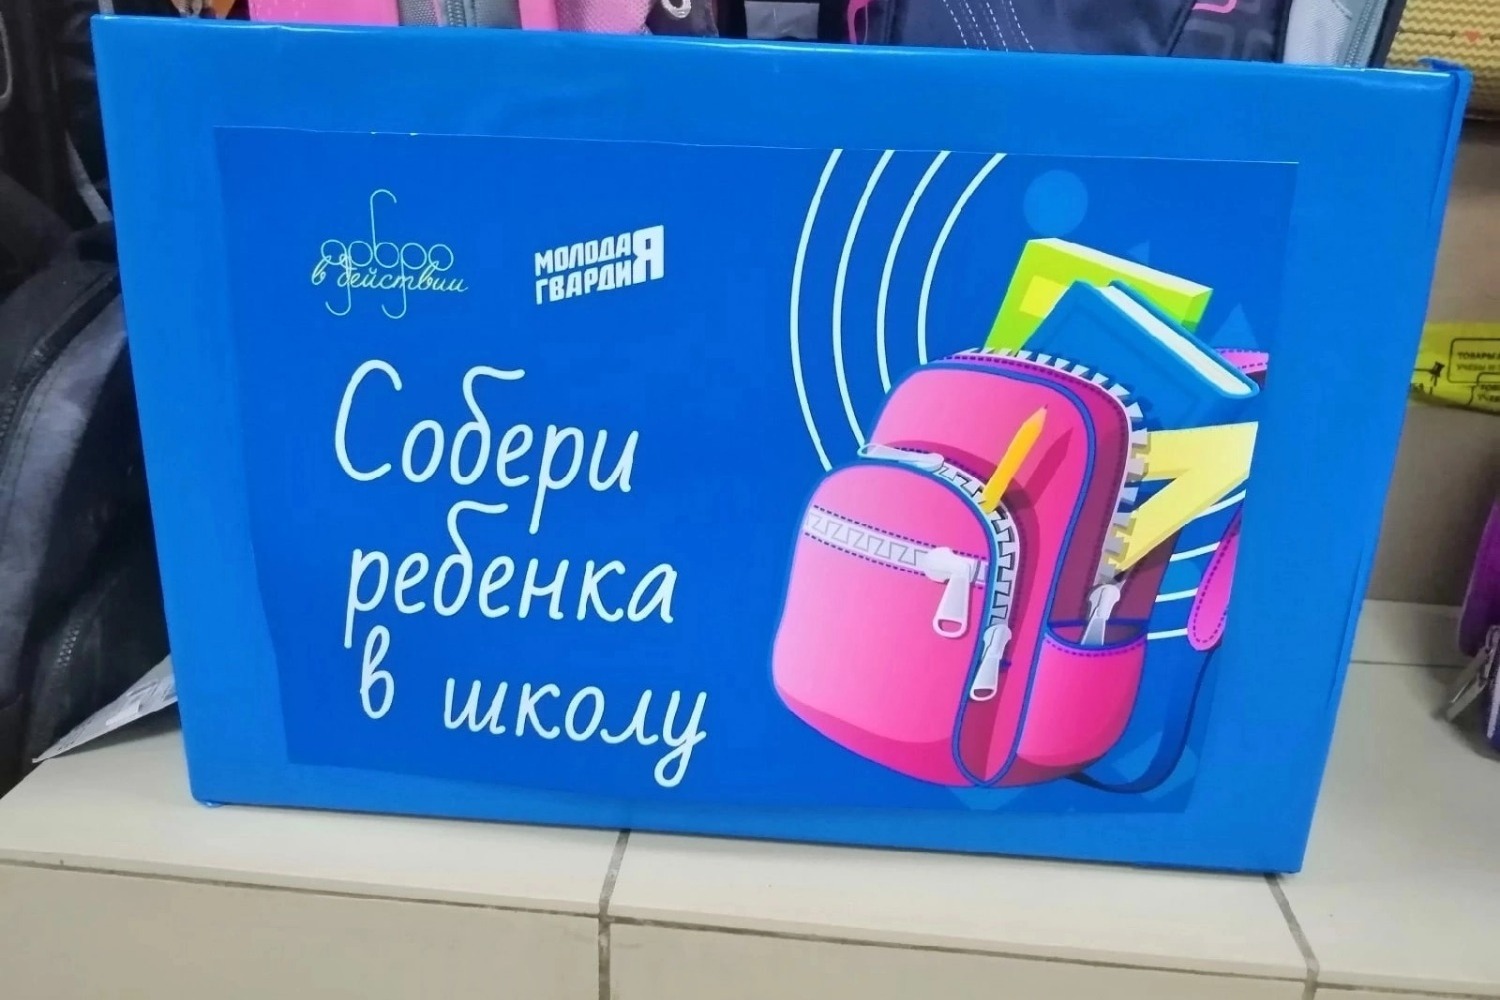 добро
в действии
МОЛОДАЯ
ГВАРДИЯ
Собери
ребенка
в школу